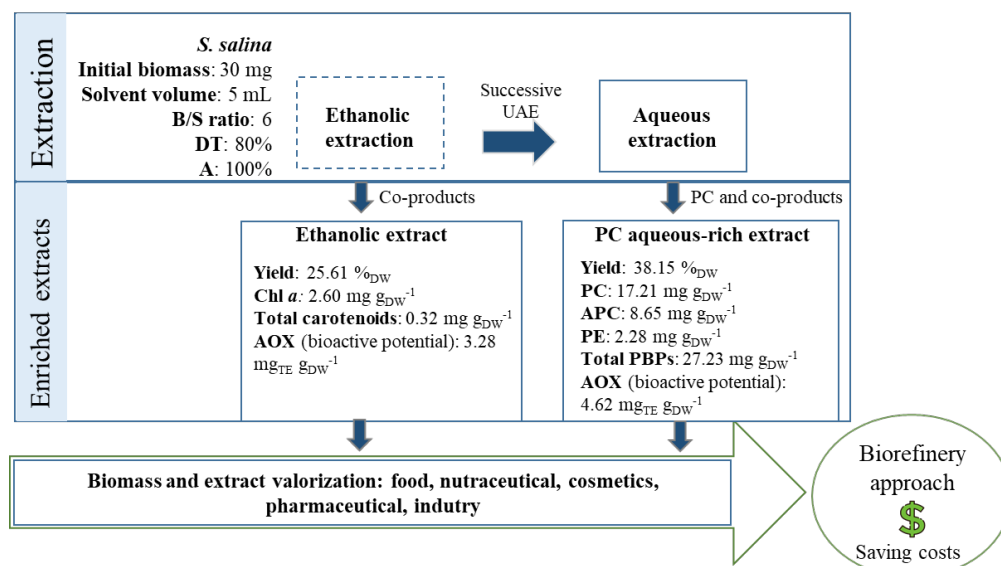 Extraction
S. salina
Initial biomass: 30 mg
Solvent volume: 5 mL
B/S ratio: 6
DT: 80%
A: 100%
Ethanolic
extraction
Successive
UAE
Aqueous
extraction
Co-products
PC and co-products
Enriched extracts
Ethanolic extract
Yield: 25.61 %DW
Chl a: 2.60 mg gDW-1
Total carotenoids: 0.32 mg gDW-1
AOX (bioactive potential): 3.28
mgTE gDW-1
PC aqueous-rich extract
Yield: 38.15 %DW
PC: 17.21 mg gDW-1
APC: 8.65 mg gDW-1
PE: 2.28 mg gDW-1
Total PBPs: 27.23 mg gDW-1
AOX (bioactive potential):
4.62 mgTE gDW-1
Biomass and extract valorization: food, nutraceutical, cosmetics,
pharmaceutical, indutry
Biorefinery
approach
$
Saving costs